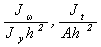 J_ω / J_y h², J_t / Ah²